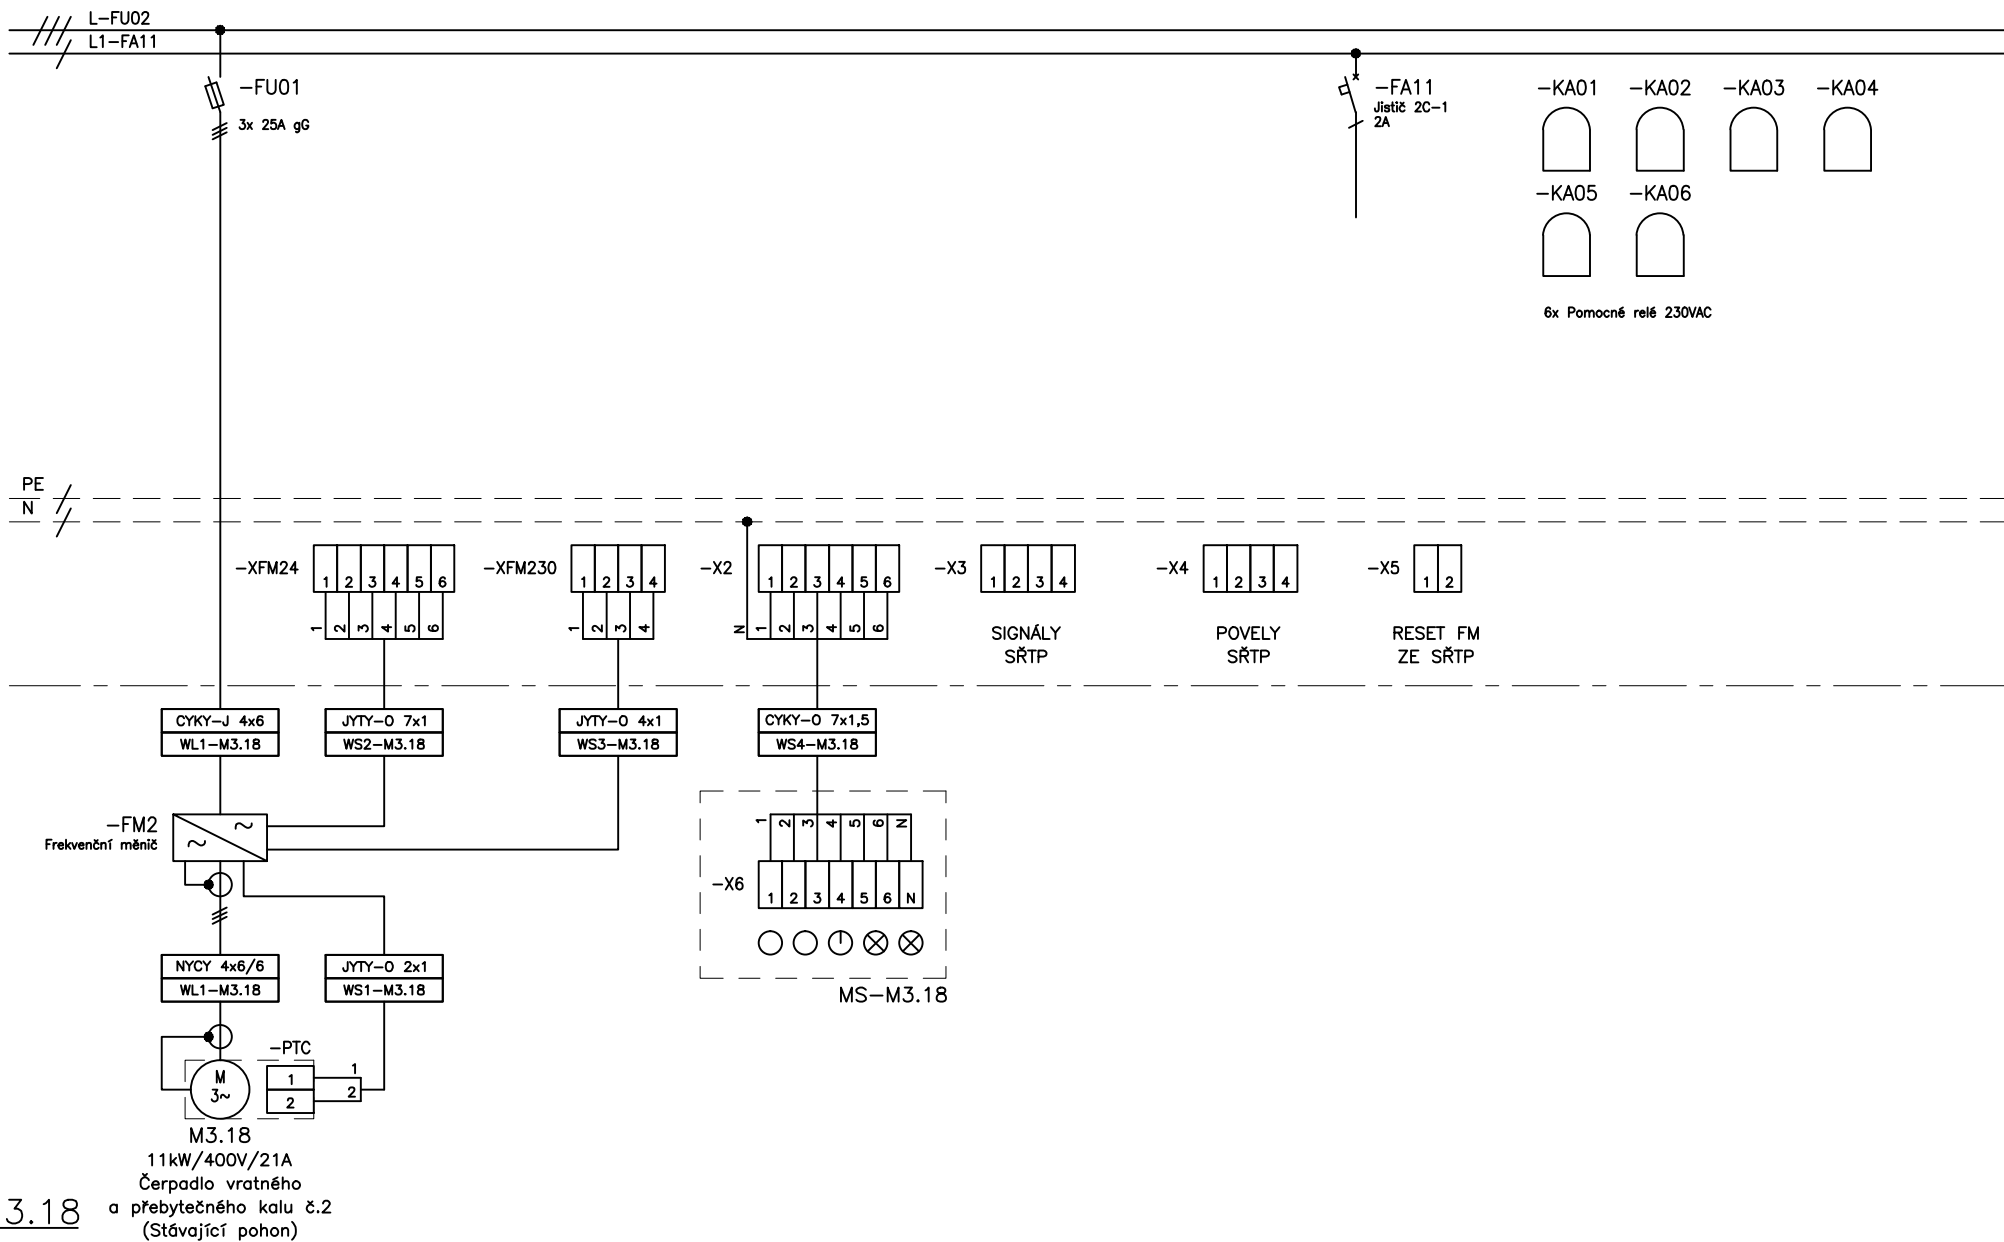 L-FU02
L1-FA11
-FU01
3x 25A gG
-FA11
Jistič 2C-1
2A
-KA01 -KA02 -KA03 -KA04
-KA05 -KA06
6x Pomocné relé 230VAC
PE
N
-XFM24 1 2 3 4 5 6
1 2 3 4 5 6
-XFM230 1 2 3 4
1 2 3 4
-X2 1 2 3 4 5 6
N 1 2 3 4 5 6
-X3 1 2 3 4
SIGNÁLY
SŘTP
-X4 1 2 3 4
POVELY
SŘTP
-X5 1 2
RESET FM
ZE SŘTP
CYKY-J 4x6
WL1-M3.18
JYTY-O 7x1
WS2-M3.18
JYTY-O 4x1
WS3-M3.18
CYKY-O 7x1,5
WS4-M3.18
-FM2
Frekvenční měnič
~
~
1 2 3 4 5 6 N
-X6 1 2 3 4 5 6 N
MS-M3.18
NYCY 4x6/6
WL1-M3.18
JYTY-O 2x1
WS1-M3.18
-PTC
1 1
2 2
M
3~
M3.18
11kW/400V/21A
Čerpadlo vratného
a přebytečného kalu č.2
(Stávající pohon)
3.18